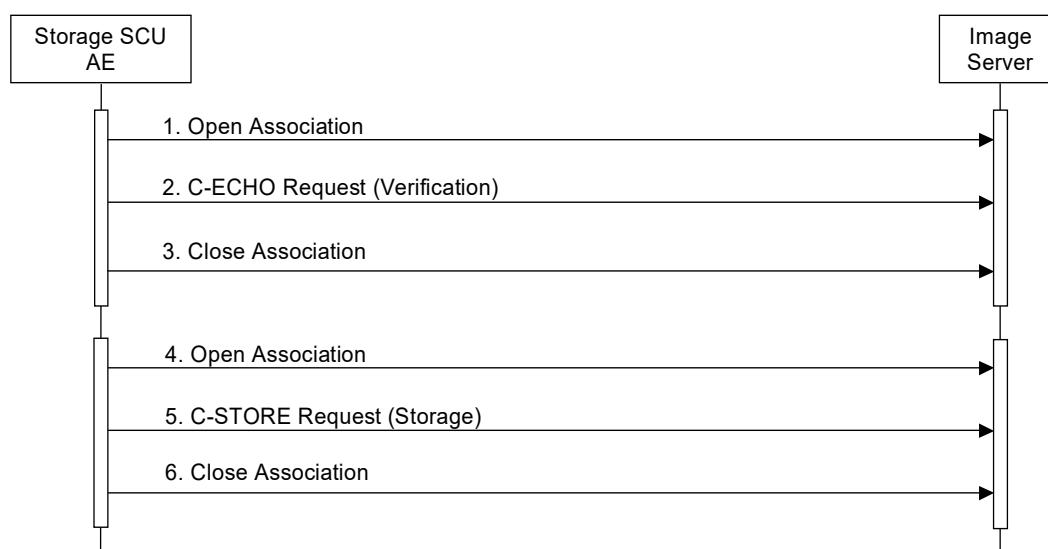 Storage SCU
AE
Image
Server
1. Open Association
2. C-ECHO Request (Verification)
3. Close Association
4. Open Association
5. C-STORE Request (Storage)
6. Close Association